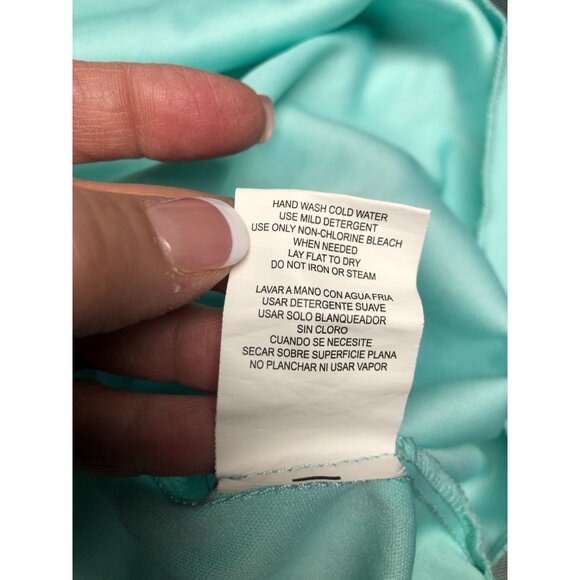 HAND WASH COLD WATER
USE MILD DETERGENT
USE ONLY NON-CHLORINE BLEACH
WHEN NEEDED
LAY FLAT TO DRY
DO NOT IRON OR STEAM
LAVAR A MANO CON AGUA FRIA
USAR DETERGENTE SUAVE
USAR SOLO BLANQUEADOR
SIN CLORO
CUANDO SE NECESITE
SECAR SOBRE SUPERFICIE PLANA
NO PLANCHAR NI USAR VAPOR